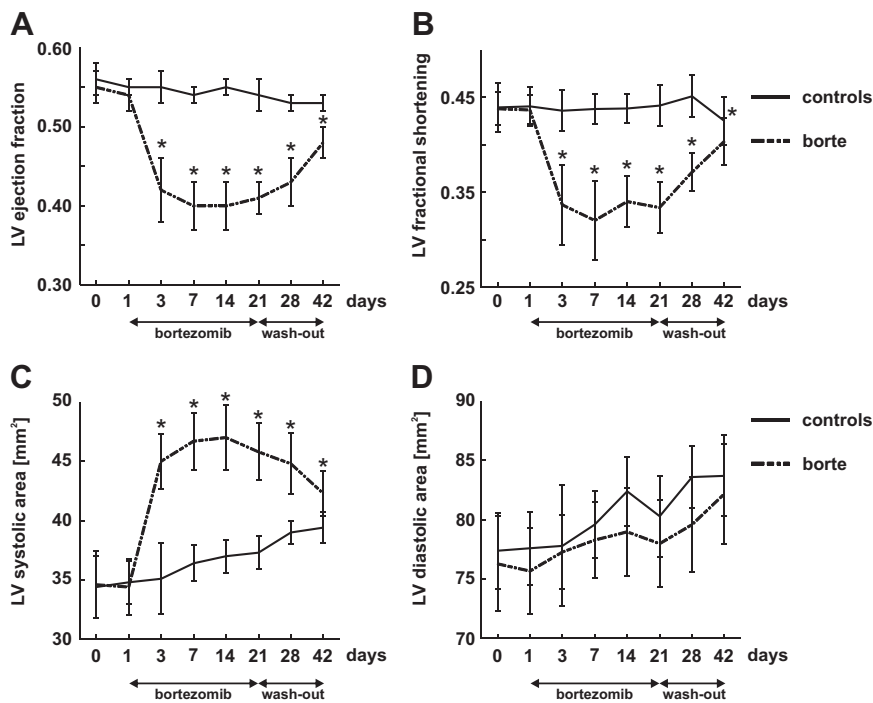 A
LV ejection fraction
0.60
0.50
0.40
0.30
* * * * * *
0 1 3 7 14 21 28 42 days
bortezomib wash-out
B
LV fractional shortening
0.45
0.35
0.25
* * * * * *
0 1 3 7 14 21 28 42 days
bortezomib wash-out
controls
borte
C
LV systolic area [mm²]
50
45
40
35
30
* * * * * *
0 1 3 7 14 21 28 42 days
bortezomib wash-out
D
LV diastolic area [mm²]
90
85
80
75
70
0 1 3 7 14 21 28 42 days
bortezomib wash-out
controls
borte